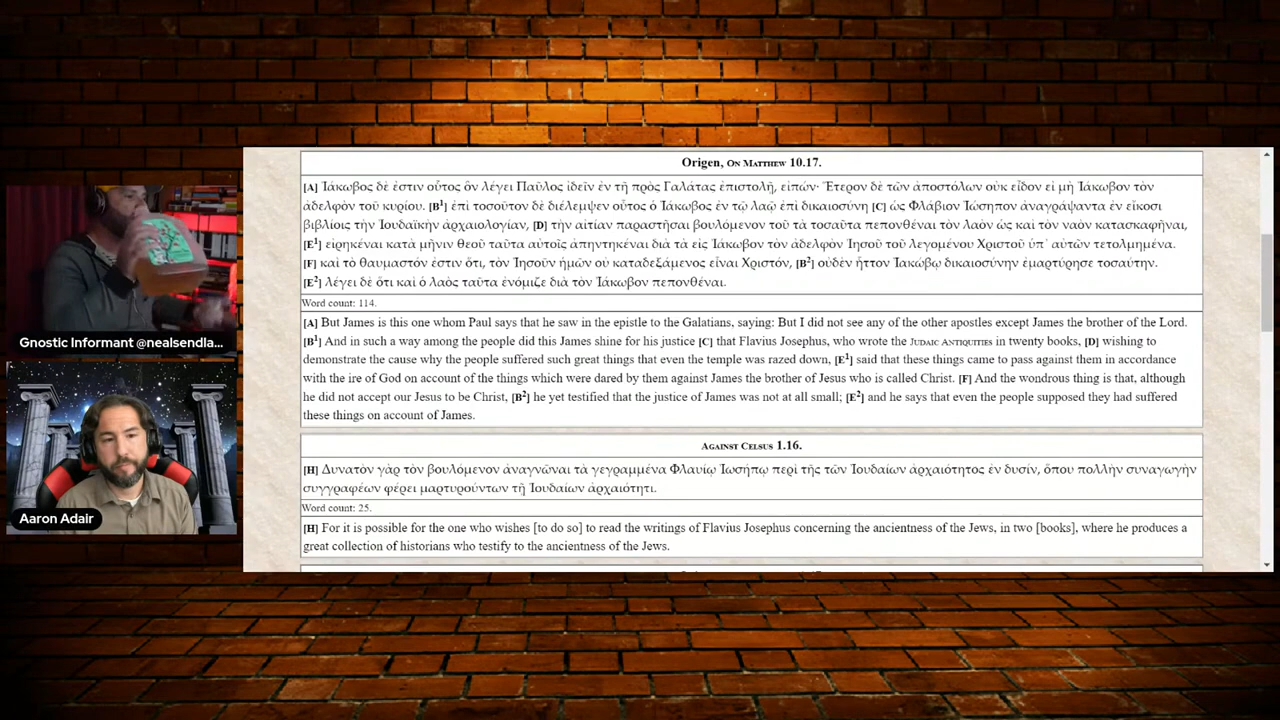 Origen, ON MATTHEW 10.17.
[A] Ἰάκωβος δέ ἐστιν οὗτος ὃν λέγει Παῦλος ἰδεῖν ἐν τῇ πρὸς Γαλάτας ἐπιστολῇ, εἰπών· Ἕτερον δὲ τῶν ἀποστόλων οὐκ εἶδον εἰ μὴ Ἰάκωβον τὸν
ἀδελφὸν τοῦ κυρίου. [B¹] ἐπὶ τοσοῦτον δὲ διέλεμψεν οὗτος ὁ Ἰάκωβος ἐν τῷ λαῷ ἐπὶ δικαιοσύνῃ [C] ὡς Φλάβιον Ἰώσηπον ἀναγράψαντα ἐν εἴκοσι
βιβλίοις τὴν Ἰουδαϊκὴν ἀρχαιολογίαν, [D] τὴν αἰτίαν παραστῆσαι βουλόμενον τοῦ τὰ τοσαῦτα πεπονθέναι τὸν λαὸν ὡς καὶ τὸν ναὸν κατασκαφῆναι,
[E¹] εἰρηκέναι κατὰ μῆνιν θεοῦ ταῦτα αὐτοῖς ἀπηντηκέναι διὰ τὰ εἰς Ἰάκωβον τὸν ἀδελφὸν Ἰησοῦ τοῦ λεγομένου Χριστοῦ ὑπ᾽ αὐτῶν τετολμημένα.
[F] καὶ τὸ θαυμαστόν ἐστιν ὅτι, τὸν Ἰησοῦν ἡμῶν οὐ καταδεξάμενος εἶναι Χριστόν, [B²] οὐδὲν ἧττον Ἰακώβῳ δικαιοσύνην ἐμαρτύρησε τοσαύτην.
[E²] λέγει δὲ ὅτι καὶ ὁ λαὸς ταῦτα ἐνόμιζε διὰ τὸν Ἰάκωβον πεπονθέναι.
Word count: 114.
[A] But James is this one whom Paul says that he saw in the epistle to the Galatians, saying: But I did not see any of the other apostles except James the brother of the Lord.
[B¹] And in such a way among the people did this James shine for his justice [C] that Flavius Josephus, who wrote the JUDAIC ANTIQUITIES in twenty books, [D] wishing to
demonstrate the cause why the people suffered such great things that even the temple was razed down, [E¹] said that these things came to pass against them in accordance
with the ire of God on account of the things which were dared by them against James the brother of Jesus who is called Christ. [F] And the wondrous thing is that, although
he did not accept our Jesus to be Christ, [B²] he yet testified that the justice of James was not at all small; [E²] and he says that even the people supposed they had suffered
these things on account of James.
AGAINST CELSUS 1.16.
[H] Δυνατὸν γὰρ τὸν βουλόμενον ἀναγνῶναι τὰ γεγραμμένα Φλαυίῳ Ἰωσήπῳ περὶ τῆς τῶν Ἰουδαίων ἀρχαιότητος ἐν δυσίν, ὅπου πολλὴν συναγωγὴν
συγγραφέων φέρει μαρτυρούντων τῇ Ἰουδαίων ἀρχαιότητι.
Word count: 25.
[H] For it is possible for the one who wishes [to do so] to read the writings of Flavius Josephus concerning the ancientness of the Jews, in two [books], where he produces a
great collection of historians who testify to the ancientness of the Jews.
Gnostic Informant @nealsendla...
Aaron Adair